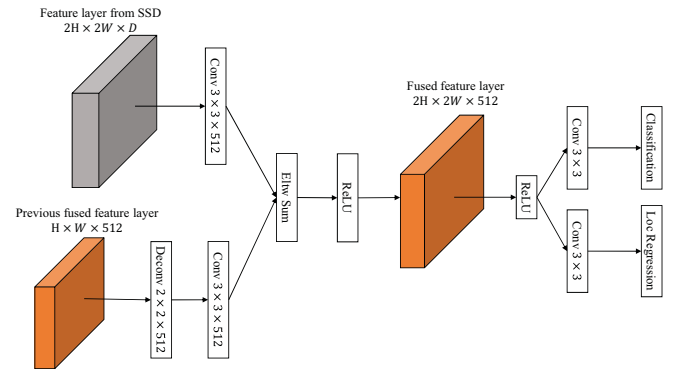 Feature layer from SSD
2H × 2W × D
Conv 3 × 3 × 512
Previous fused feature layer
H × W × 512
Deconv 2 × 2 × 512
Conv 3 × 3 × 512
Eltw Sum
ReLU
Fused feature layer
2H × 2W × 512
ReLU
Conv 3 × 3
Classification
Conv 3 × 3
Loc Regression